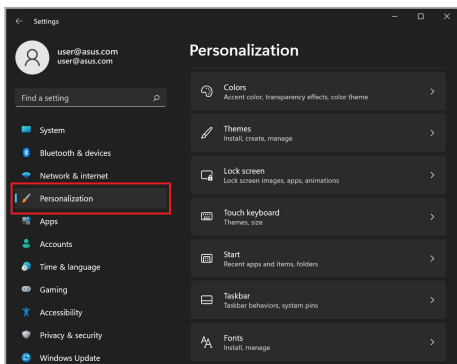 Settings
user@asus.com
user@asus.com
Find a setting
System
Bluetooth & devices
Network & internet
Personalization
Apps
Accounts
Time & language
Gaming
Accessibility
Privacy & security
Windows Update
Personalization
Colors
Accent color, transparency effects, color theme
Themes
Install, create, manage
Lock screen
Lock screen images, apps, animations
Touch keyboard
Themes, size
Start
Recent apps and items, folders
Taskbar
Taskbar behaviors, system pins
Fonts
Install, manage